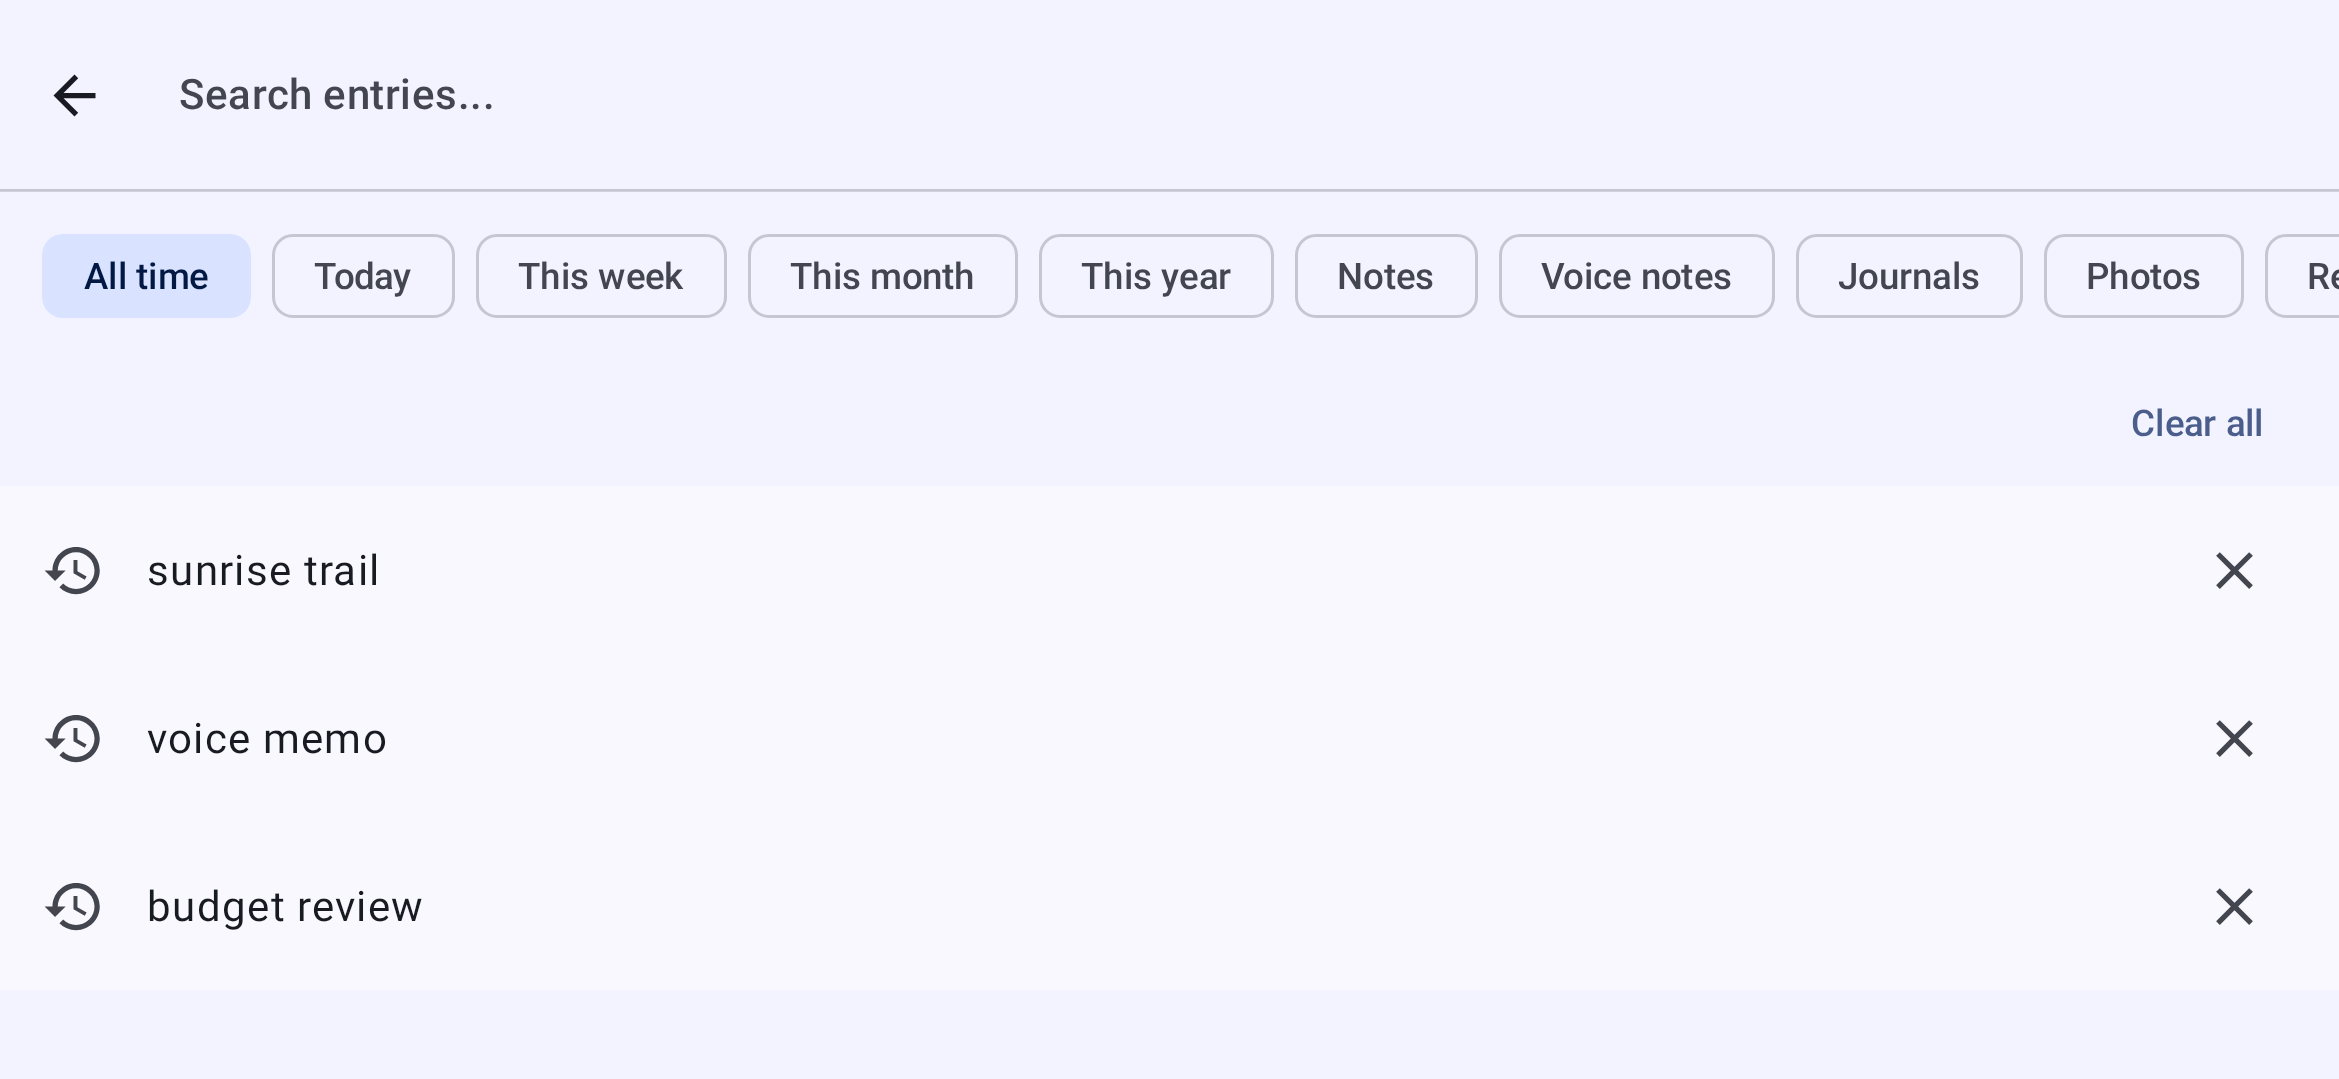 Search entries...
All time Today This week This month This year Notes Voice notes Journals Photos
Clear all
sunrise trail
voice memo
budget review